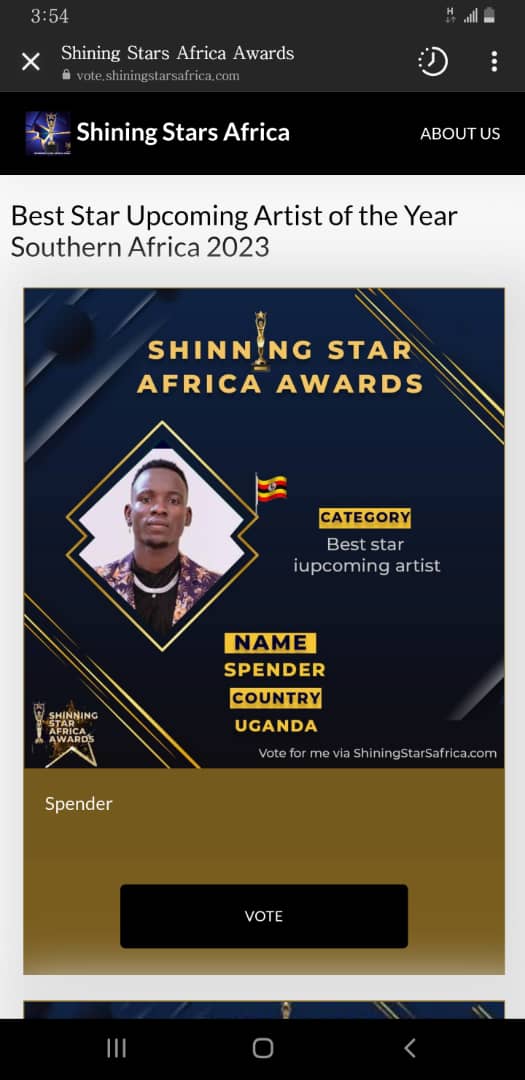 3:54
H
Shining Stars Africa Awards
vote.shiningstarsafrica.com
Shining Stars Africa
ABOUT US
Best Star Upcoming Artist of the Year
Southern Africa 2023
SHINNING STAR
AFRICA AWARDS
CATEGORY
Best star
iupcoming artist
NAME
SPENDER
COUNTRY
UGANDA
SHINNING
STAR
AFRICA
AWARDS
Vote for me via ShiningStarSafrica.com
Spender
VOTE